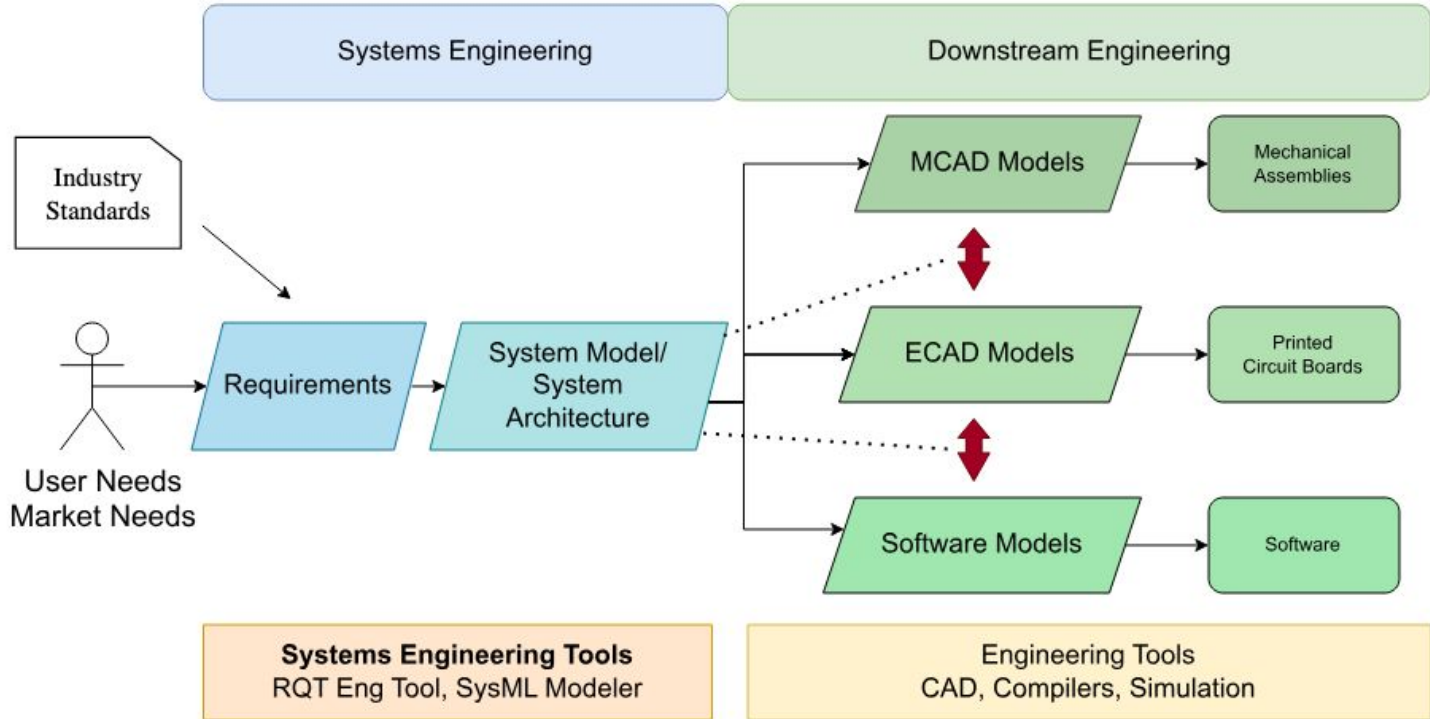 Systems Engineering
Downstream Engineering
Industry
Standards
MCAD Models
Mechanical
Assemblies
Requirements
System Model/
System
Architecture
ECAD Models
Printed
Circuit Boards
User Needs
Market Needs
Software Models
Software
Systems Engineering Tools
RQT Eng Tool, SysML Modeler
Engineering Tools
CAD, Compilers, Simulation